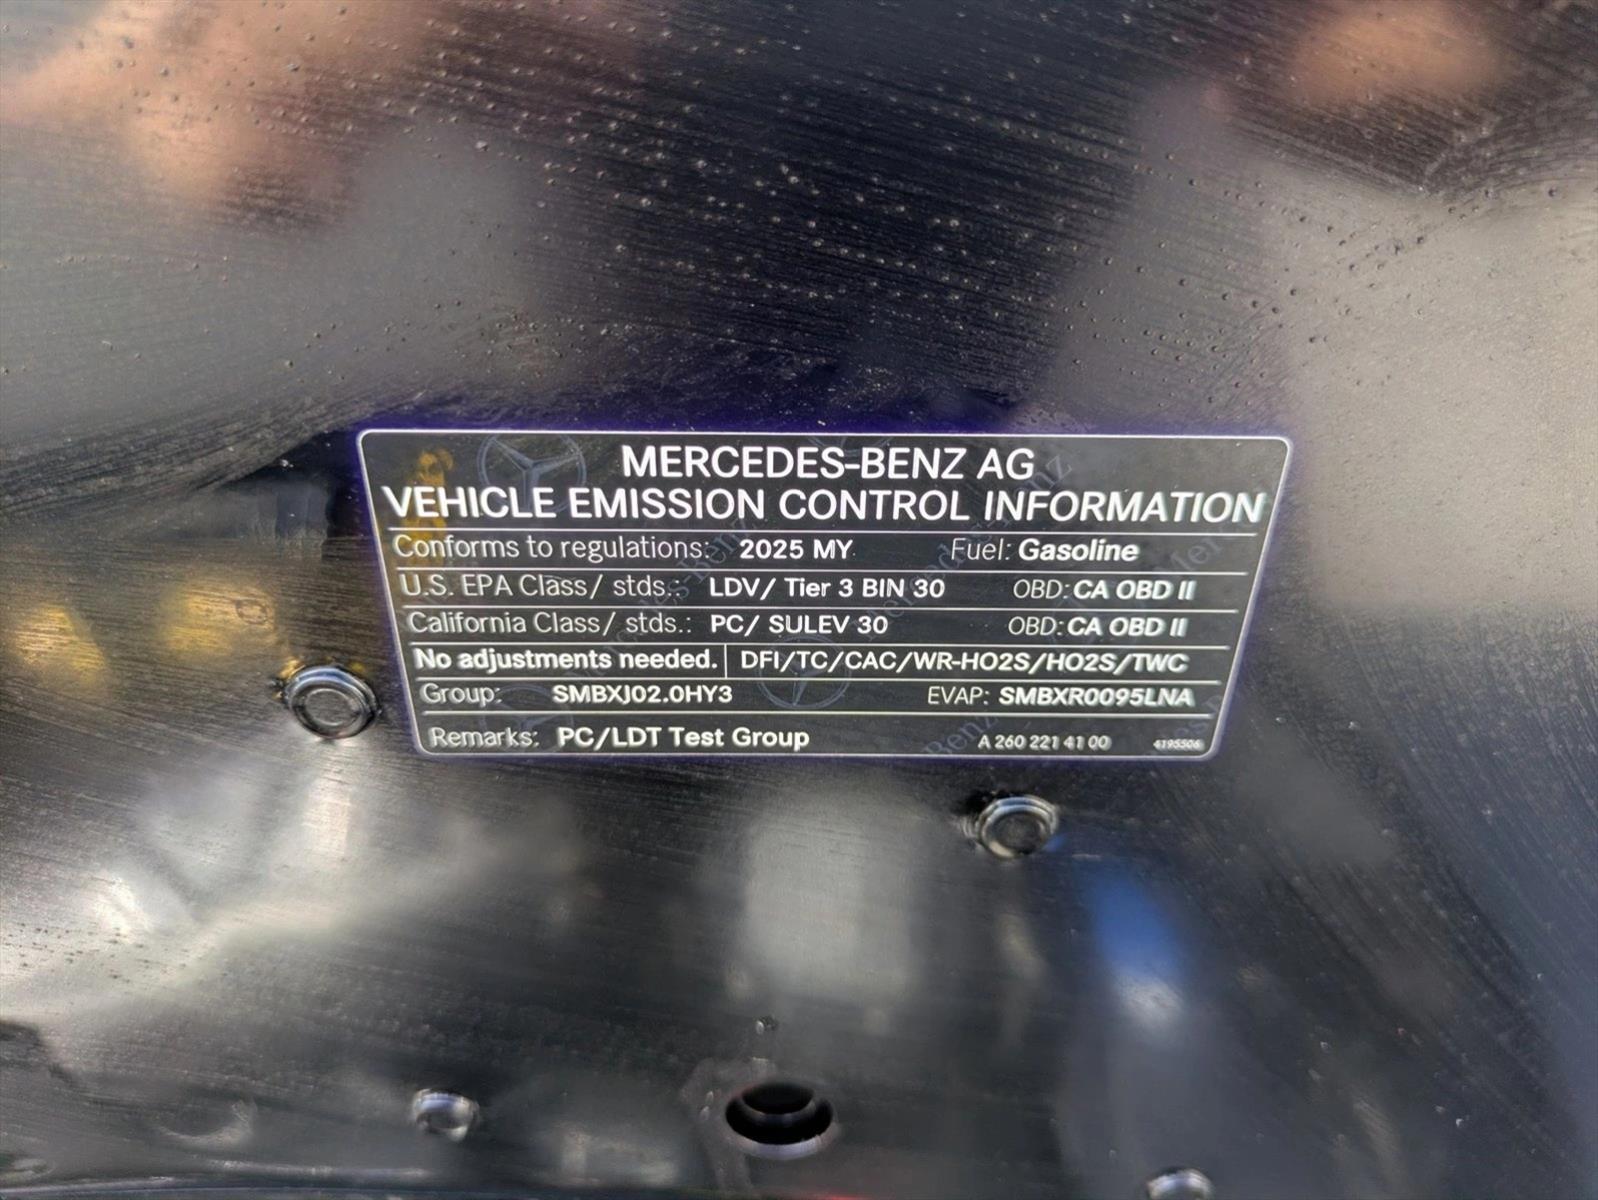 MERCEDES-BENZ AG
VEHICLE EMISSION CONTROL INFORMATION
Conforms to regulations: 2025 MY Fuel: Gasoline
U.S. EPA Class/ stds.: LDV/ Tier 3 BIN 30 OBD: CA OBD II
California Class/ stds.: PC/ SULEV 30 OBD: CA OBD II
No adjustments needed. DFI/TC/CAC/WR-HO2S/HO2S/TWC
Group: SMBXJ02.0HY3 EVAP: SMBXR0095LNA
Remarks: PC/LDT Test Group A 260 221 41 00 4195506